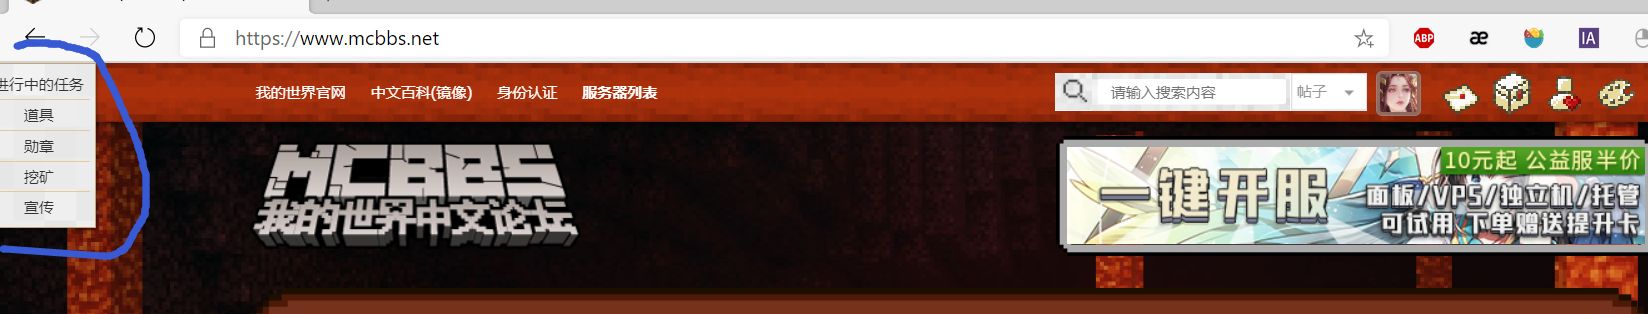 https://www.mcbbs.net
ABP
æ
IA
进行中的任务
道具
勋章
挖矿
宣传
我的世界官网 中文百科(镜像) 身份认证 服务器列表
请输入搜索内容 帖子
MCBBS
我的世界中文论坛
10元起 公益服半价
一键开服
面板/VPS/独立机/托管
可试用 下单赠送提升卡